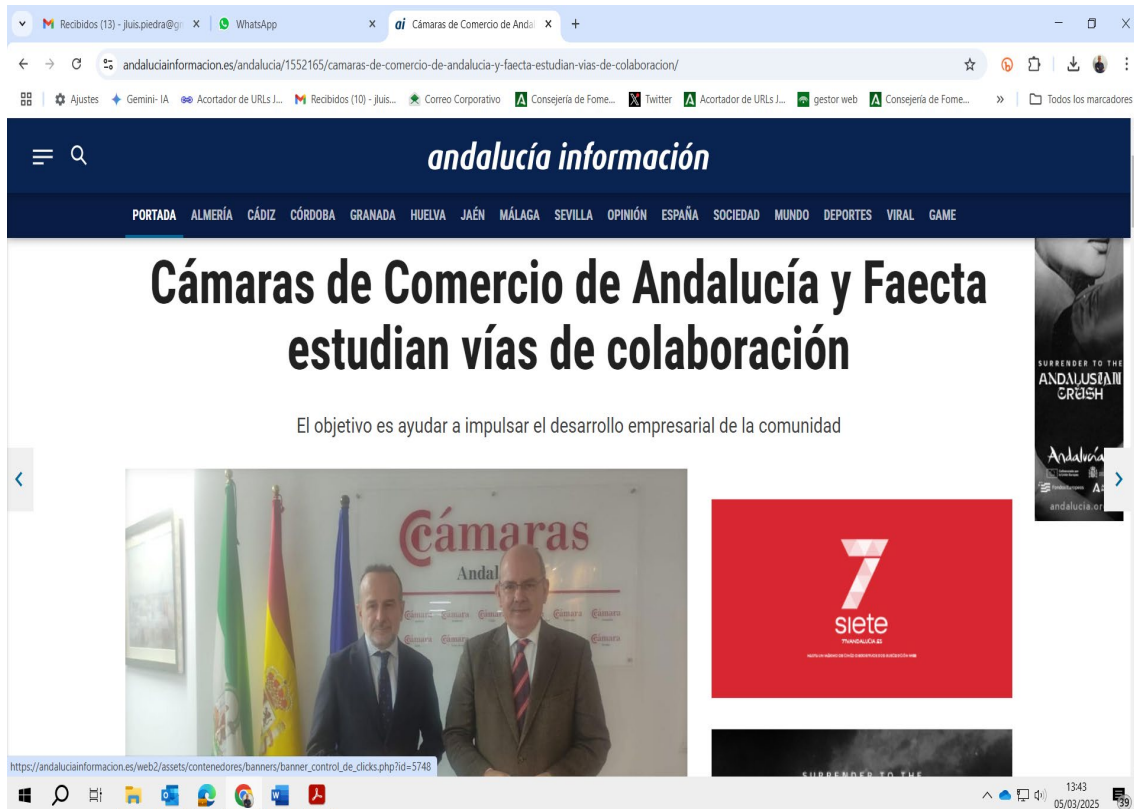 Recibidos (13) - jluis.piedra@gm
WhatsApp
ai Cámaras de Comercio de Andal
andaluciainformacion.es/andalucia/1552165/camaras-de-comercio-de-andalucia-y-faecta-estudian-vias-de-colaboracion/
Ajustes
Gemini- IA
Acortador de URLs J...
Recibidos (10) - jluis...
Correo Corporativo
Consejería de Fome...
Twitter
Acortador de URLs J...
gestor web
Consejería de Fome...
Todos los marcadores
andalucía información
PORTADA ALMERÍA CÁDIZ CÓRDOBA GRANADA HUELVA JAÉN MÁLAGA SEVILLA OPINIÓN ESPAÑA SOCIEDAD MUNDO DEPORTES VIRAL GAME
Cámaras de Comercio de Andalucía y Faecta
estudian vías de colaboración
El objetivo es ayudar a impulsar el desarrollo empresarial de la comunidad
SURRENDER TO THE
ANDALUSIAN
CRUSH
Andalucía
andalucia.or
Cámaras
Andal
7
siete
7TVANDALUCIA.ES
SURRENDER TO THE
https://andaluciainformacion.es/web2/assets/contenedores/banners/banner_control_de_clicks.php?id=5748
13:43
05/03/2025
39